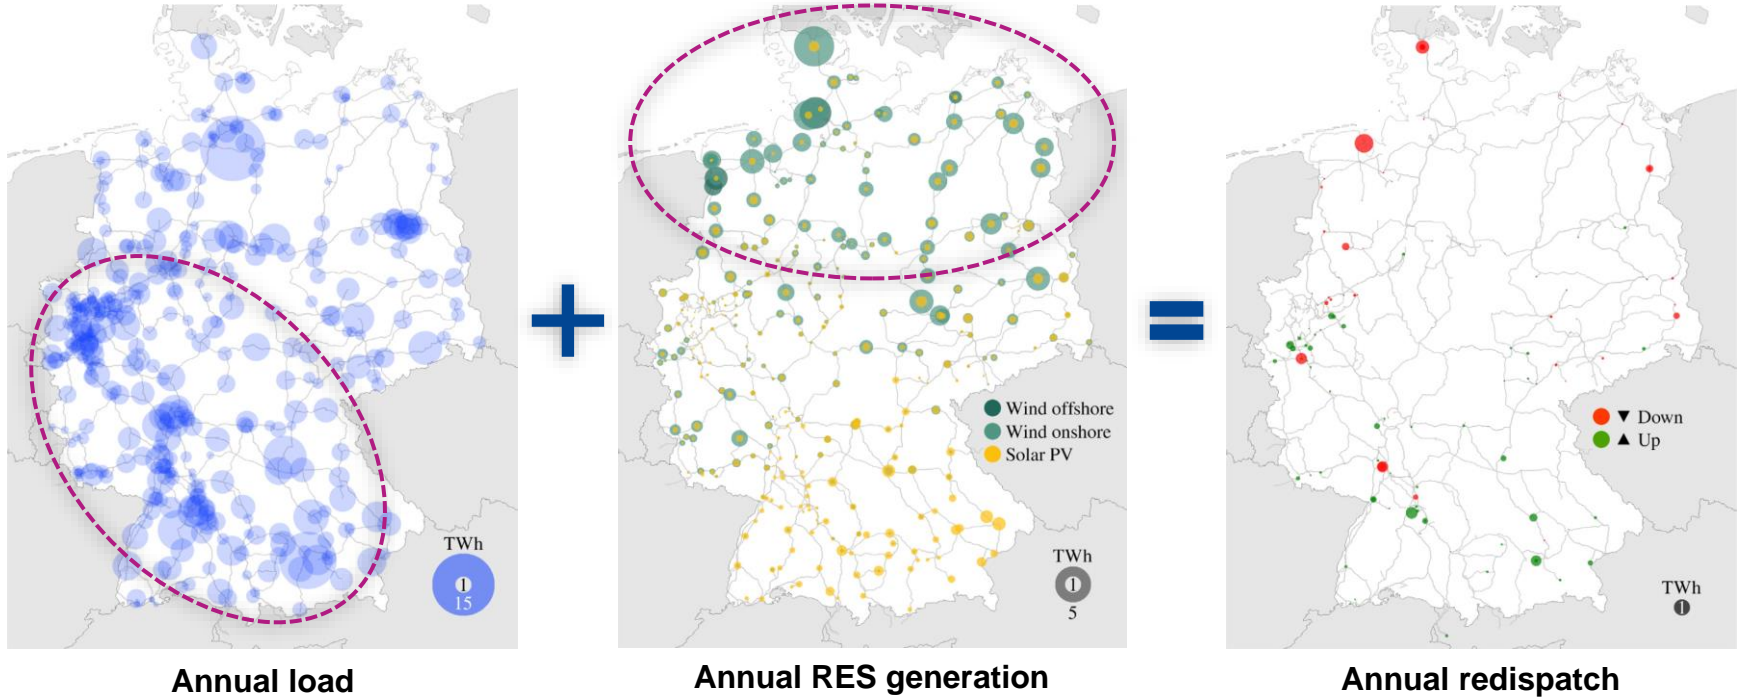 TWh
1
15
Annual load
+
Wind offshore
Wind onshore
Solar PV
TWh
1
5
Annual RES generation
=
▼ Down
▲ Up
TWh
1
Annual redispatch